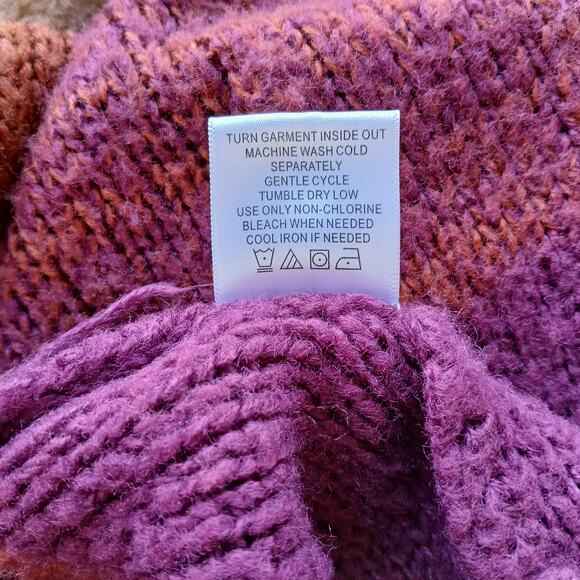 TURN GARMENT INSIDE OUT
MACHINE WASH COLD
SEPARATELY
GENTLE CYCLE
TUMBLE DRY LOW
USE ONLY NON-CHLORINE
BLEACH WHEN NEEDED
COOL IRON IF NEEDED